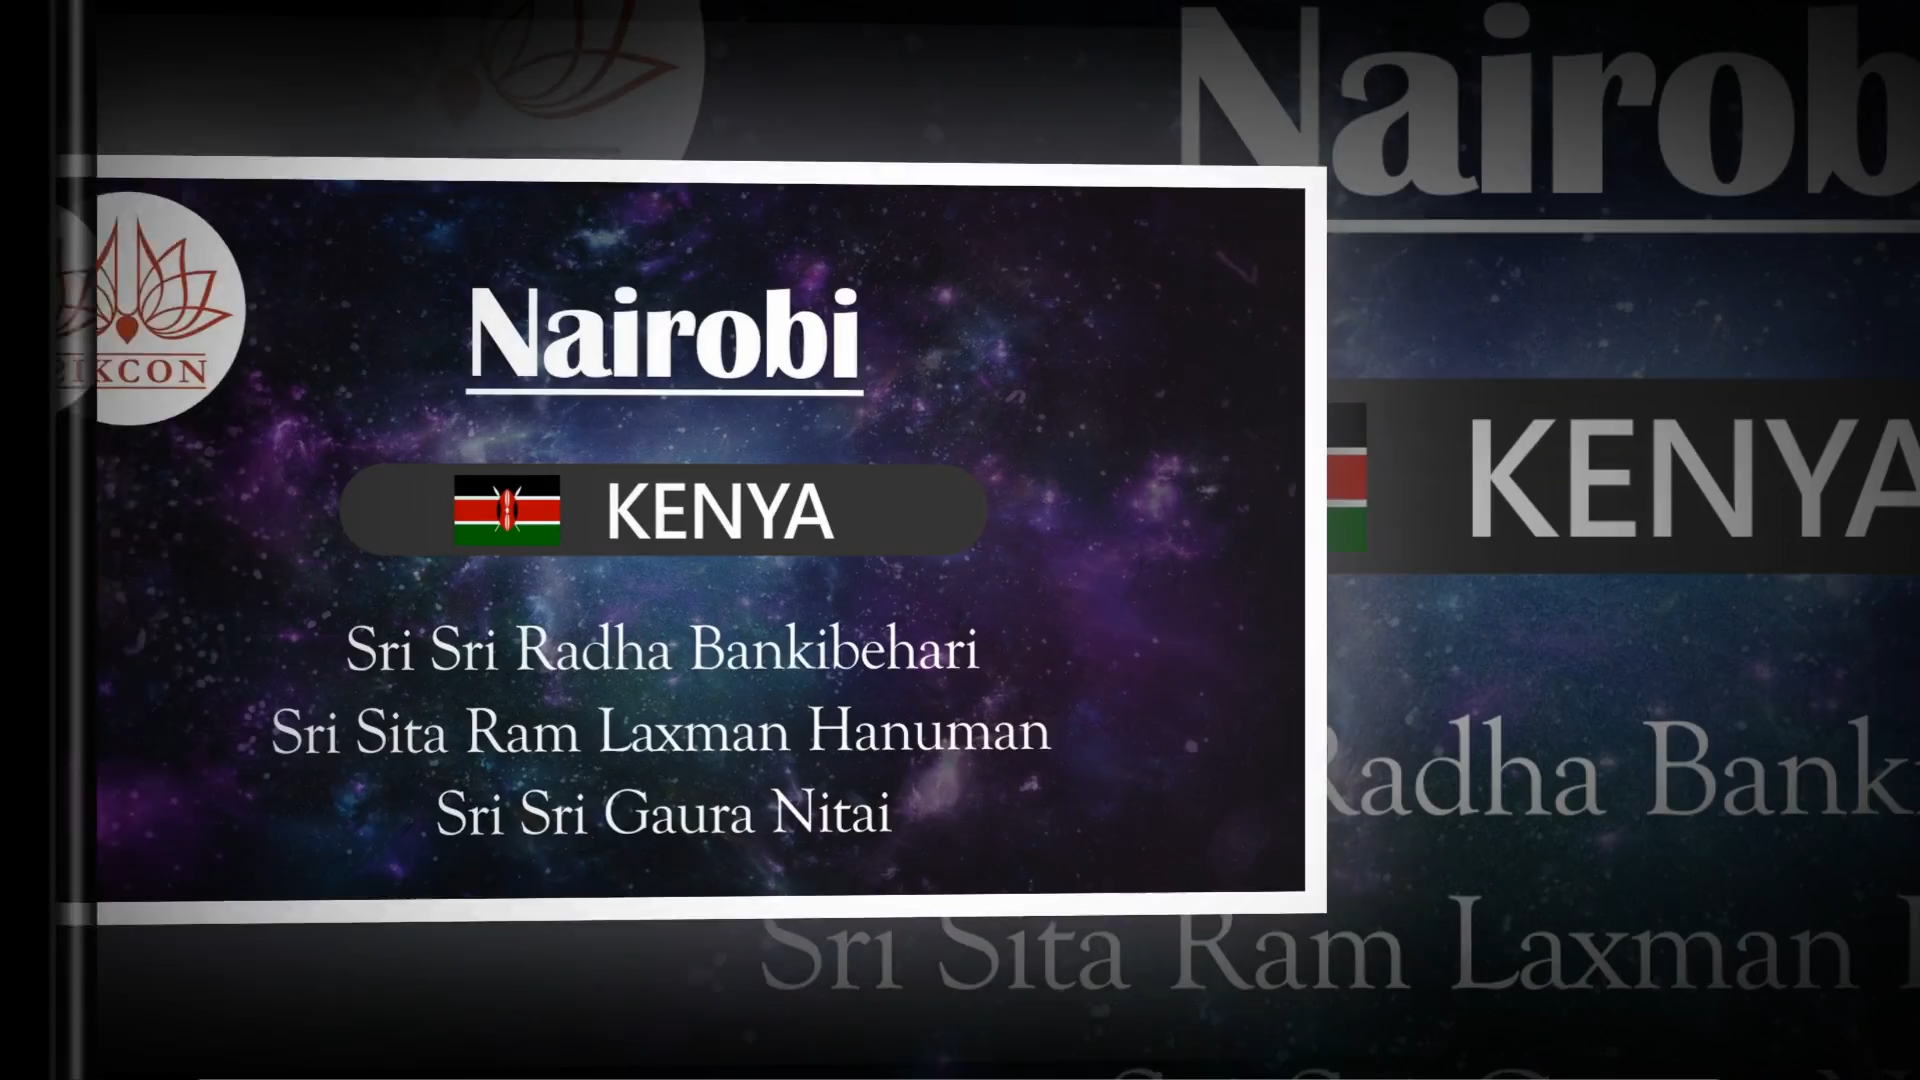 Nairobi
KENYA
Sri Sri Radha Bankibehari
Sri Sita Ram Laxman Hanuman
Sri Sri Gaura Nitai
Nairob
KENYA
Radha Banki
Sri Sita Ram Laxman